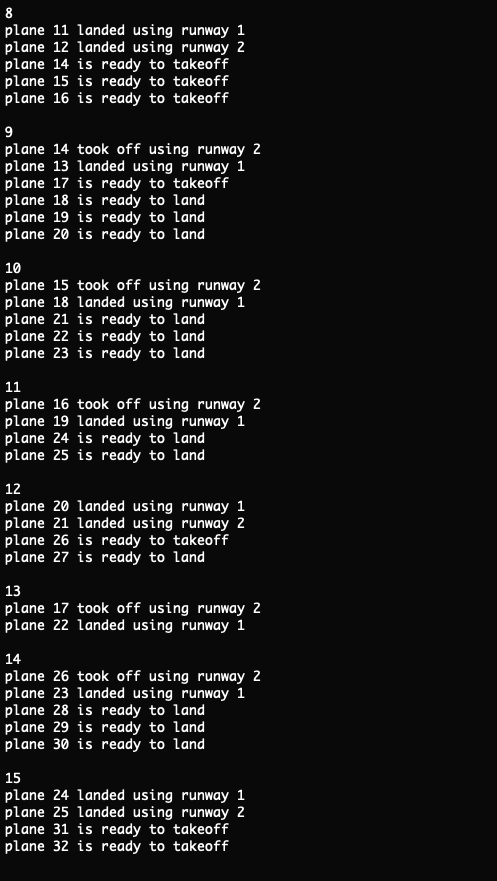 8
plane 11 landed using runway 1
plane 12 landed using runway 2
plane 14 is ready to takeoff
plane 15 is ready to takeoff
plane 16 is ready to takeoff
9
plane 14 took off using runway 2
plane 13 landed using runway 1
plane 17 is ready to takeoff
plane 18 is ready to land
plane 19 is ready to land
plane 20 is ready to land
10
plane 15 took off using runway 2
plane 18 landed using runway 1
plane 21 is ready to land
plane 22 is ready to land
plane 23 is ready to land
11
plane 16 took off using runway 2
plane 19 landed using runway 1
plane 24 is ready to land
plane 25 is ready to land
12
plane 20 landed using runway 1
plane 21 landed using runway 2
plane 26 is ready to takeoff
plane 27 is ready to land
13
plane 17 took off using runway 2
plane 22 landed using runway 1
14
plane 26 took off using runway 2
plane 23 landed using runway 1
plane 28 is ready to land
plane 29 is ready to land
plane 30 is ready to land
15
plane 24 landed using runway 1
plane 25 landed using runway 2
plane 31 is ready to takeoff
plane 32 is ready to takeoff